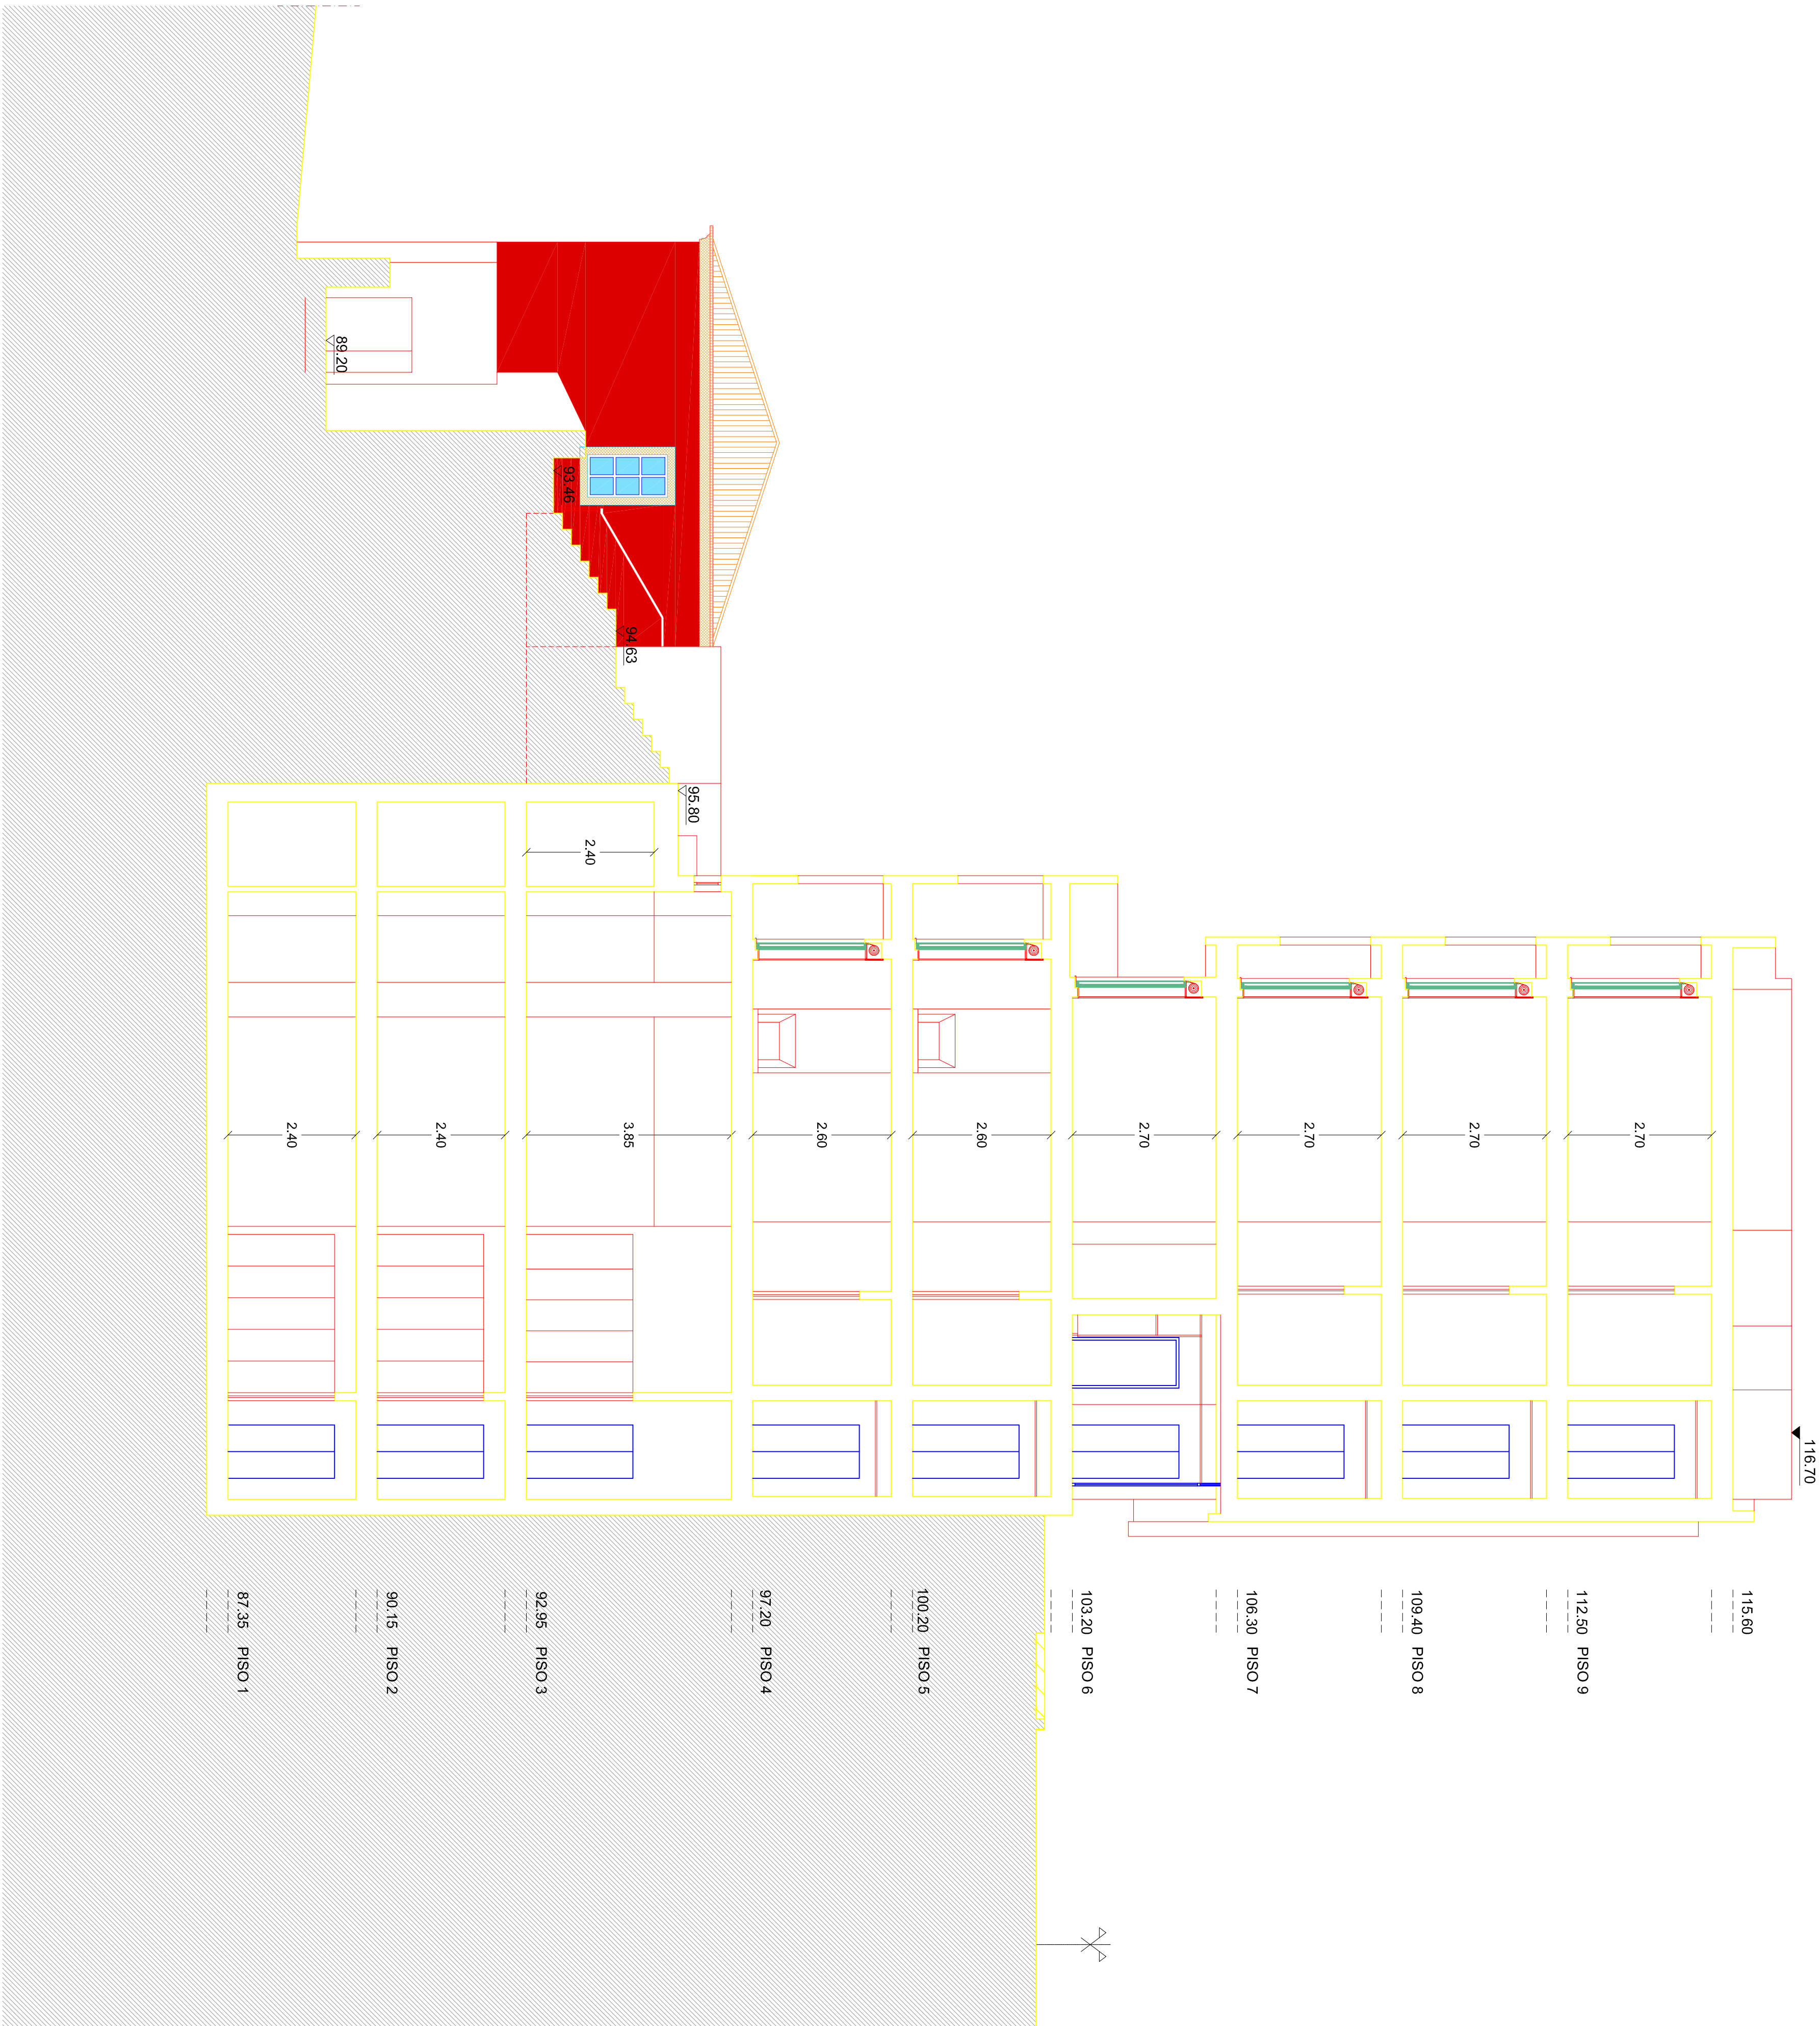 116.70
115.60
112.50 PISO 9
109.40 PISO 8
106.30 PISO 7
103.20 PISO 6
100.20 PISO 5
97.20 PISO 4
92.95 PISO 3
90.15 PISO 2
87.35 PISO 1
2.70
2.70
2.70
2.70
2.60
2.60
3.85
2.40
2.40
2.40
95.80
94.63
93.46
89.20